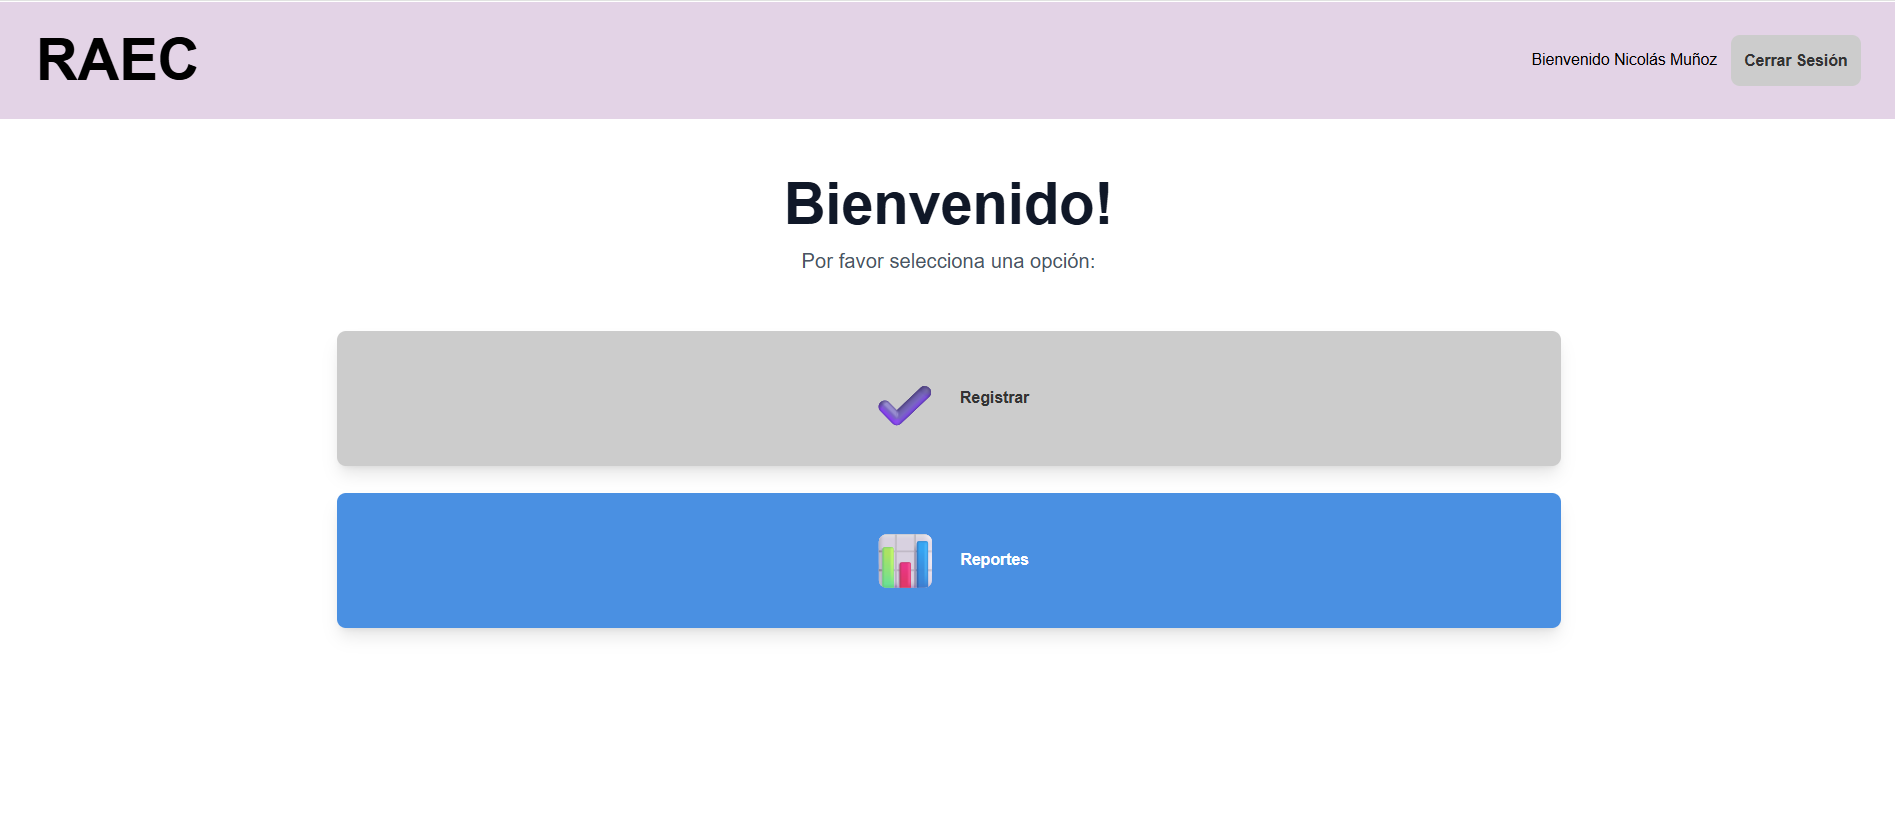 RAEC
Bienvenido Nicolás Muñoz
Cerrar Sesión
Bienvenido!
Por favor selecciona una opción:
Registrar
Reportes